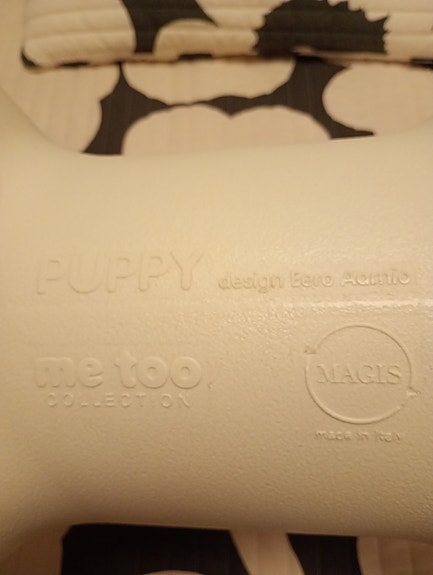 PUPPY design Eero Aarnio
me too
COLLECTION
MAGIS
made in Italy